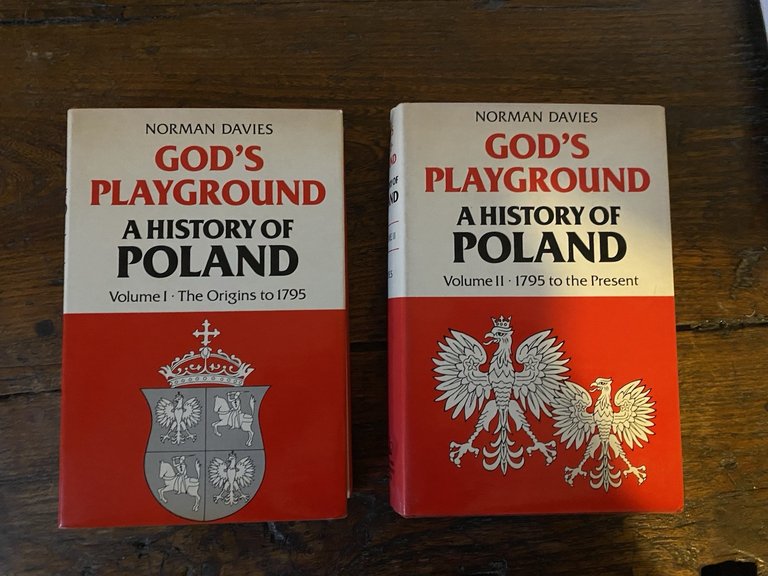 NORMAN DAVIES
GOD'S
PLAYGROUND
A HISTORY OF
POLAND
Volume I · The Origins to 1795
NORMAN DAVIES
GOD'S
PLAYGROUND
A HISTORY OF
POLAND
Volume II · 1795 to the Present